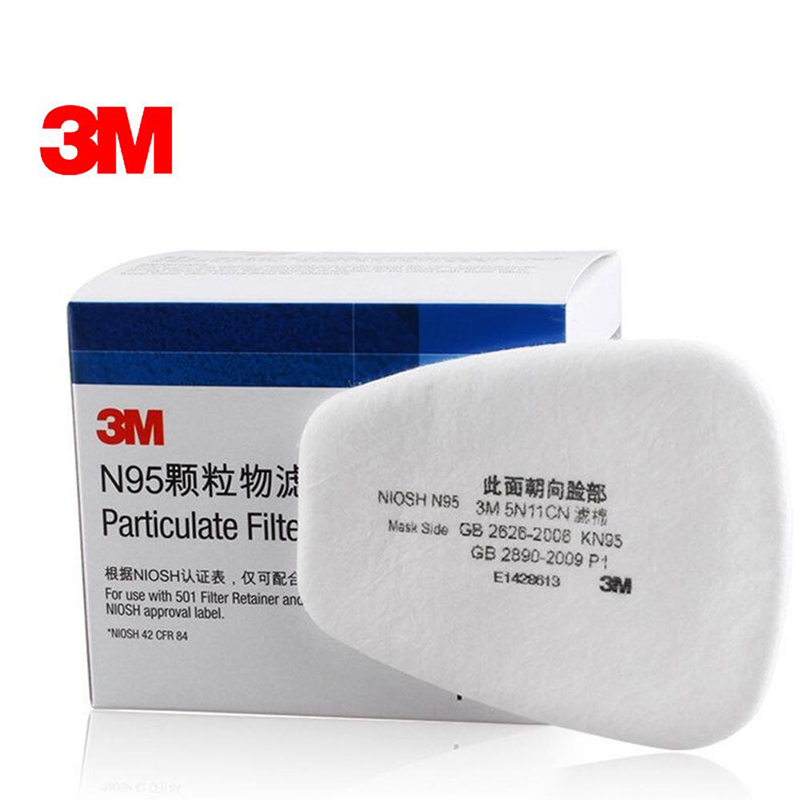 3M
3M
N95颗粒物滤
Particulate Filte
根据NIOSH认证表，仅可配合
For use with 501 Filter Retainer and
NIOSH approval label.
*NIOSH 42 CFR 84
此面朝向脸部
NIOSH N95 3M 5N11CN 滤棉
Mask Side GB 2626-2006 KN95
GB 2890-2009 P1
E1428613 3M